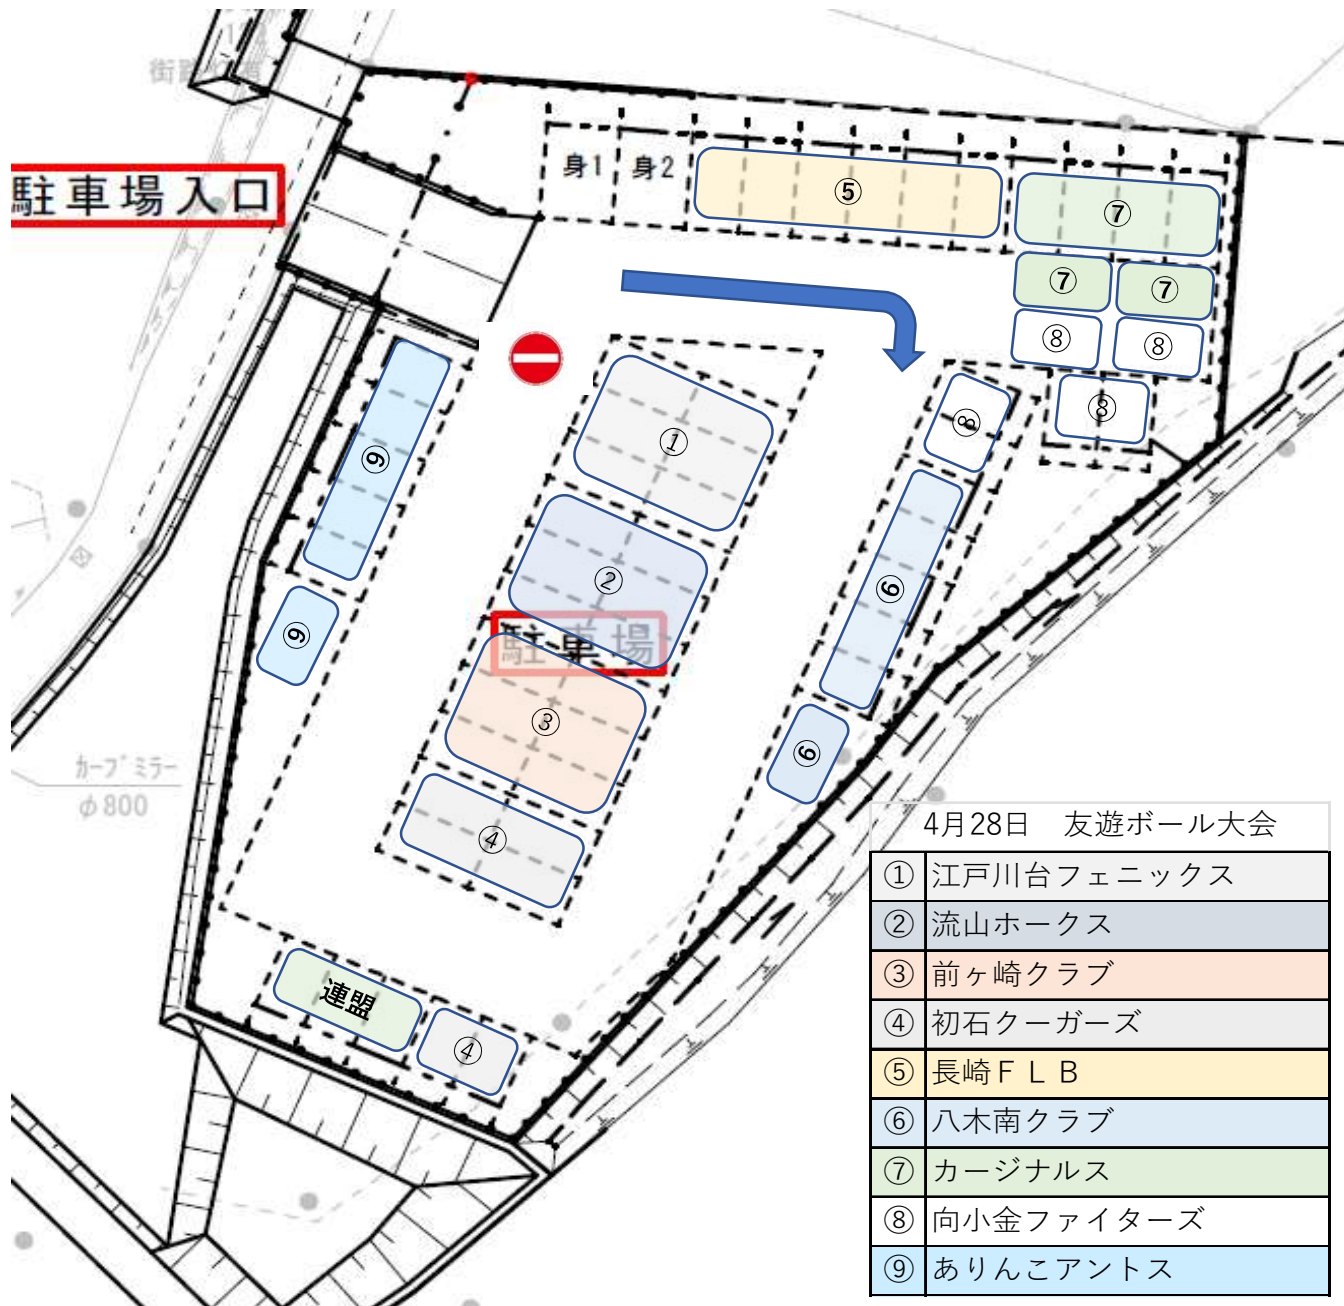 街路
駐車場入口
身1
身2
⑤
⑦
⑦
⑦
⑧
⑧
⑧
⑧
①
⑨
②
⑥
⑨
駐車場
③
⑥
カーブミラー
φ800
④
連盟
④
4月28日　友遊ボール大会
① 江戸川台フェニックス
② 流山ホークス
③ 前ヶ崎クラブ
④ 初石クーガーズ
⑤ 長崎ＦＬＢ
⑥ 八木南クラブ
⑦ カージナルス
⑧ 向小金ファイターズ
⑨ ありんこアントス